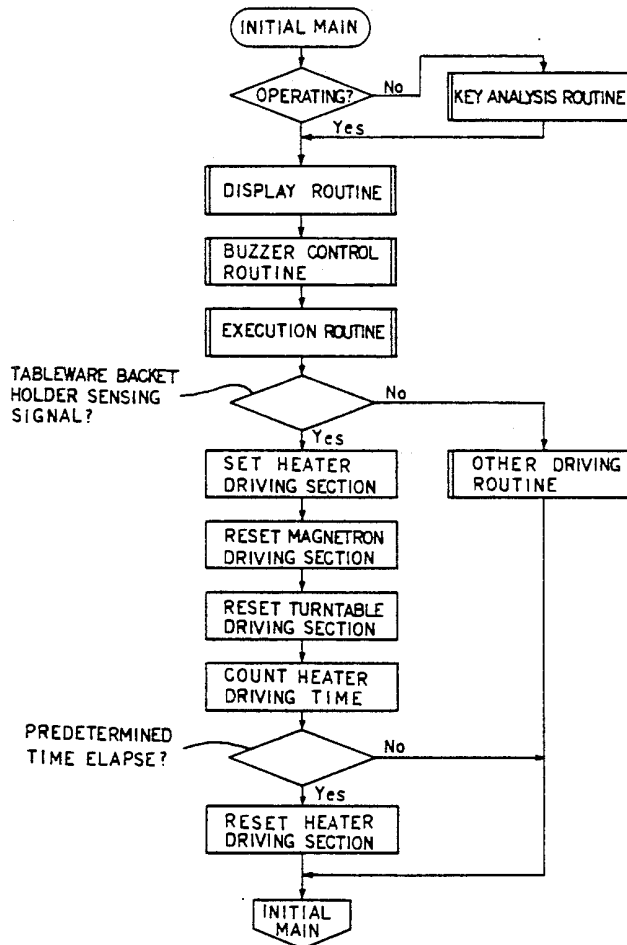 INITIAL MAIN
OPERATING?
No
KEY ANALYSIS ROUTINE
Yes
DISPLAY ROUTINE
BUZZER CONTROL
ROUTINE
EXECUTION ROUTINE
TABLEWARE BACKET
HOLDER SENSING
SIGNAL?
No
Yes
SET HEATER
DRIVING SECTION
OTHER DRIVING
ROUTINE
RESET MAGNETRON
DRIVING SECTION
RESET TURNTABLE
DRIVING SECTION
COUNT HEATER
DRIVING TIME
PREDETERMINED
TIME ELAPSE?
No
Yes
RESET HEATER
DRIVING SECTION
INITIAL
MAIN